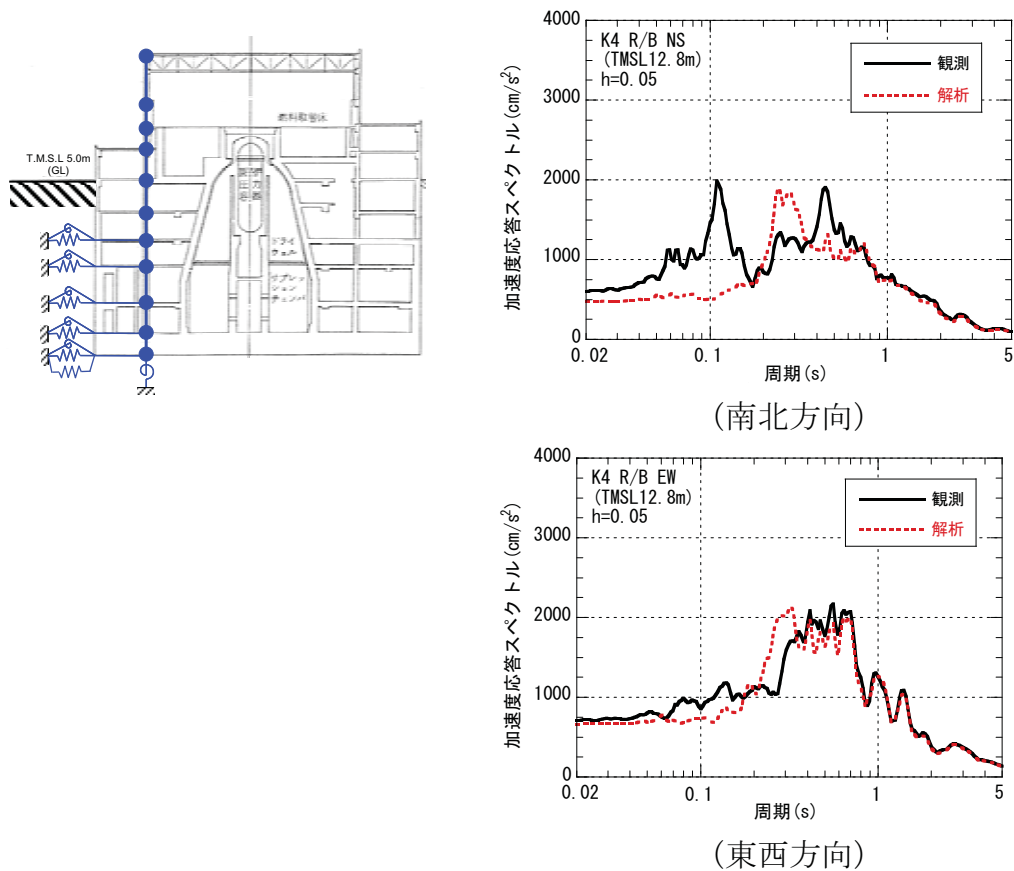 燃料取替床
T.M.S.L 5.0m
(GL)
原子炉
圧力容器
ドライ
ウェル
サプレッ
ション
チェンバ
K4 R/B NS
(TMSL12.8m)
h=0.05
観測
解析
加速度応答スペクトル(cm/s²)
4000
3000
2000
1000
0
0.02
0.1
1
5
周期(s)
(南北方向)
K4 R/B EW
(TMSL12.8m)
h=0.05
観測
解析
加速度応答スペクトル(cm/s²)
4000
3000
2000
1000
0
0.02
0.1
1
5
周期(s)
(東西方向)